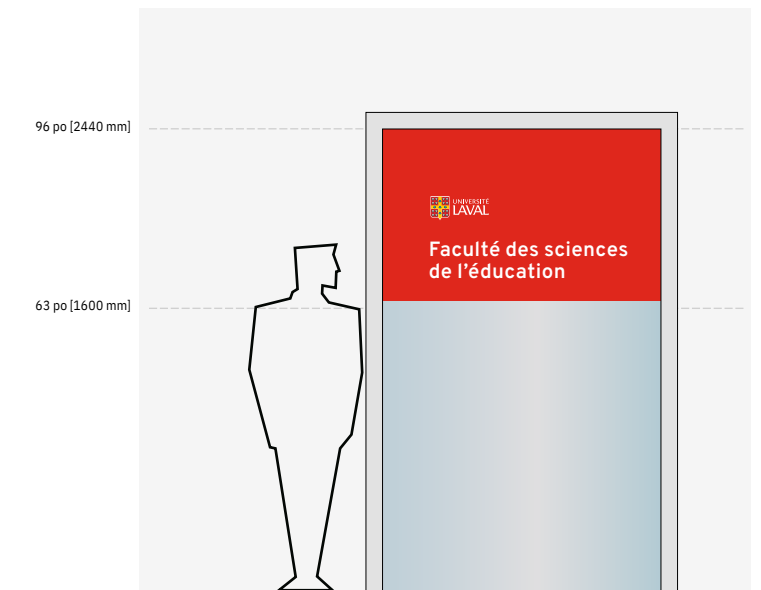 96 po [2440 mm]
UNIVERSITÉ
LAVAL
Faculté des sciences
de l'éducation
63 po [1600 mm]